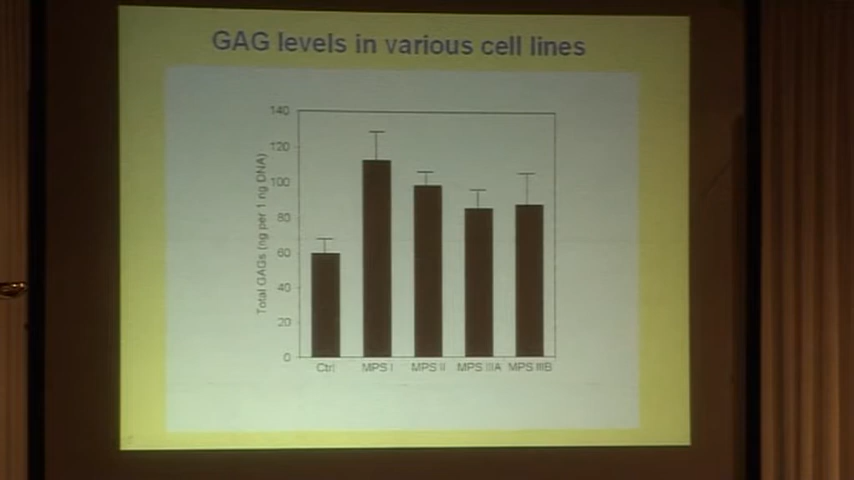 GAG levels in various cell lines
140
120
100
80
60
40
20
0
Total GAGs (ng per 1 ng DNA)
Ctrl MPS I MPS II MPS IIIA MPS IIIB